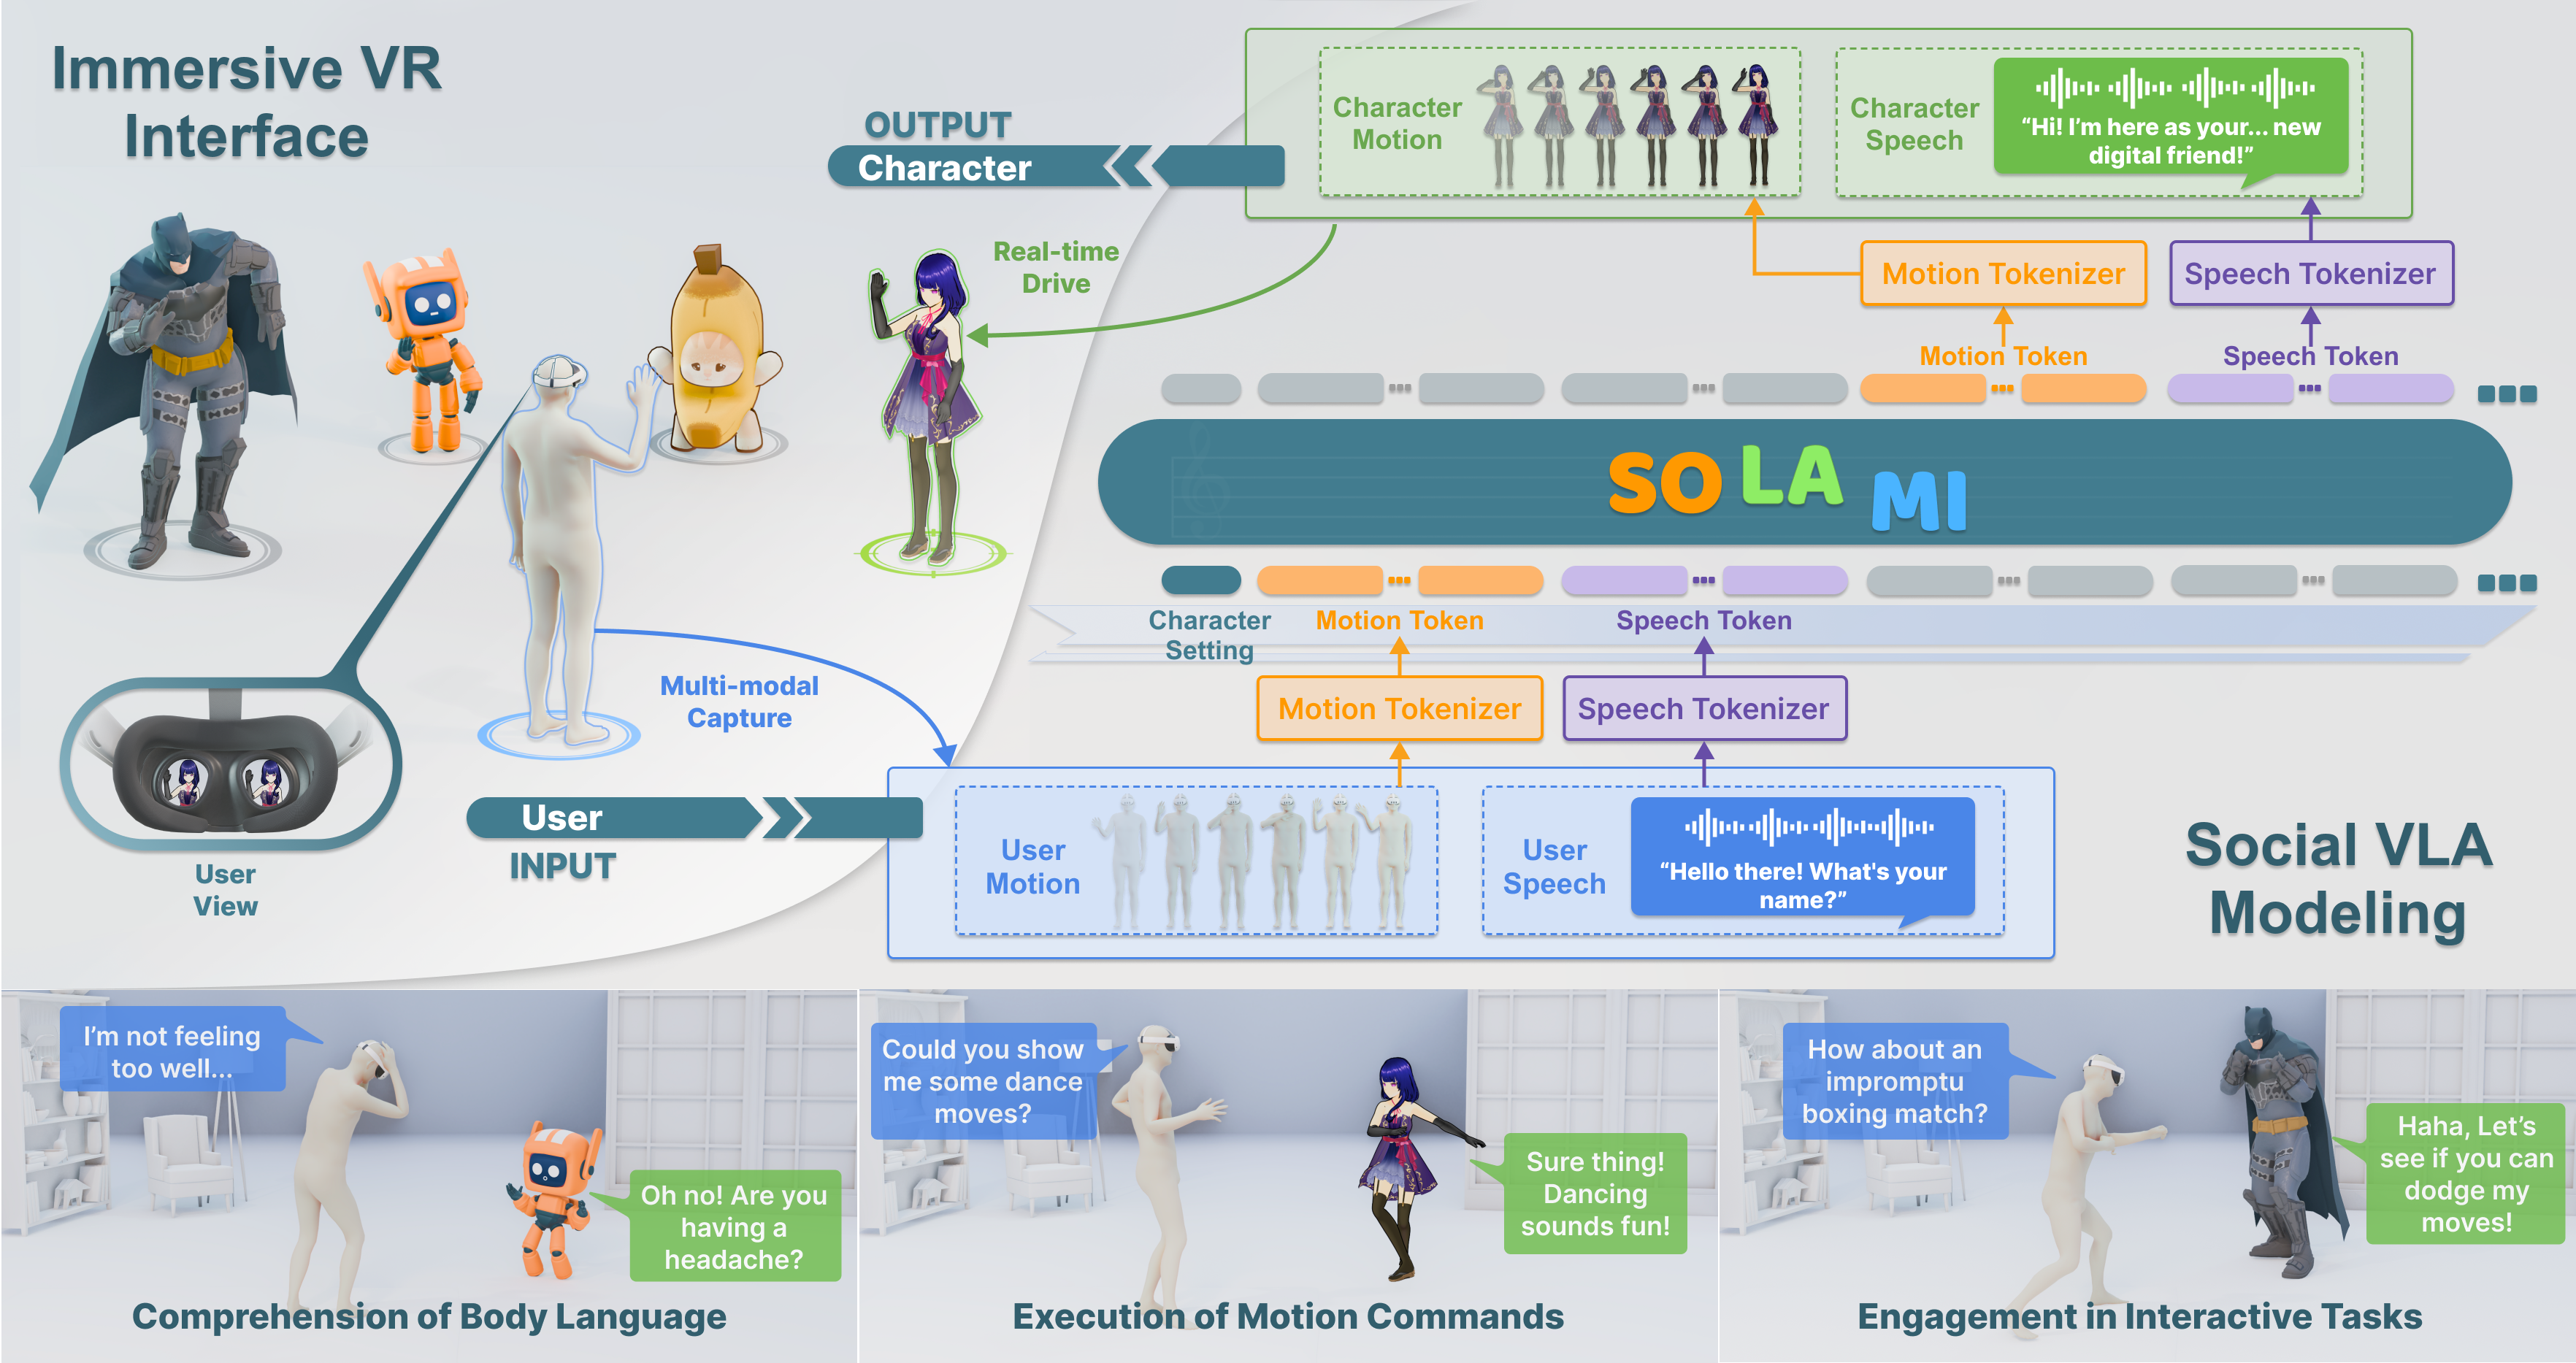 Immersive VR
Interface
OUTPUT
Character
Real-time
Drive
Character
Motion
Character
Speech
“Hi! I’m here as your... new
digital friend!”
Motion Tokenizer
Speech Tokenizer
Motion Token
Speech Token
SO LA MI
Character
Setting
Motion Token
Speech Token
Motion Tokenizer
Speech Tokenizer
Multi-modal
Capture
User
INPUT
User
View
User
Motion
User
Speech
“Hello there! What's your
name?”
Social VLA
Modeling
I’m not feeling
too well...
Oh no! Are you
having a
headache?
Comprehension of Body Language
Could you show
me some dance
moves?
Sure thing!
Dancing
sounds fun!
Execution of Motion Commands
How about an
impromptu
boxing match?
Haha, Let’s
see if you can
dodge my
moves!
Engagement in Interactive Tasks